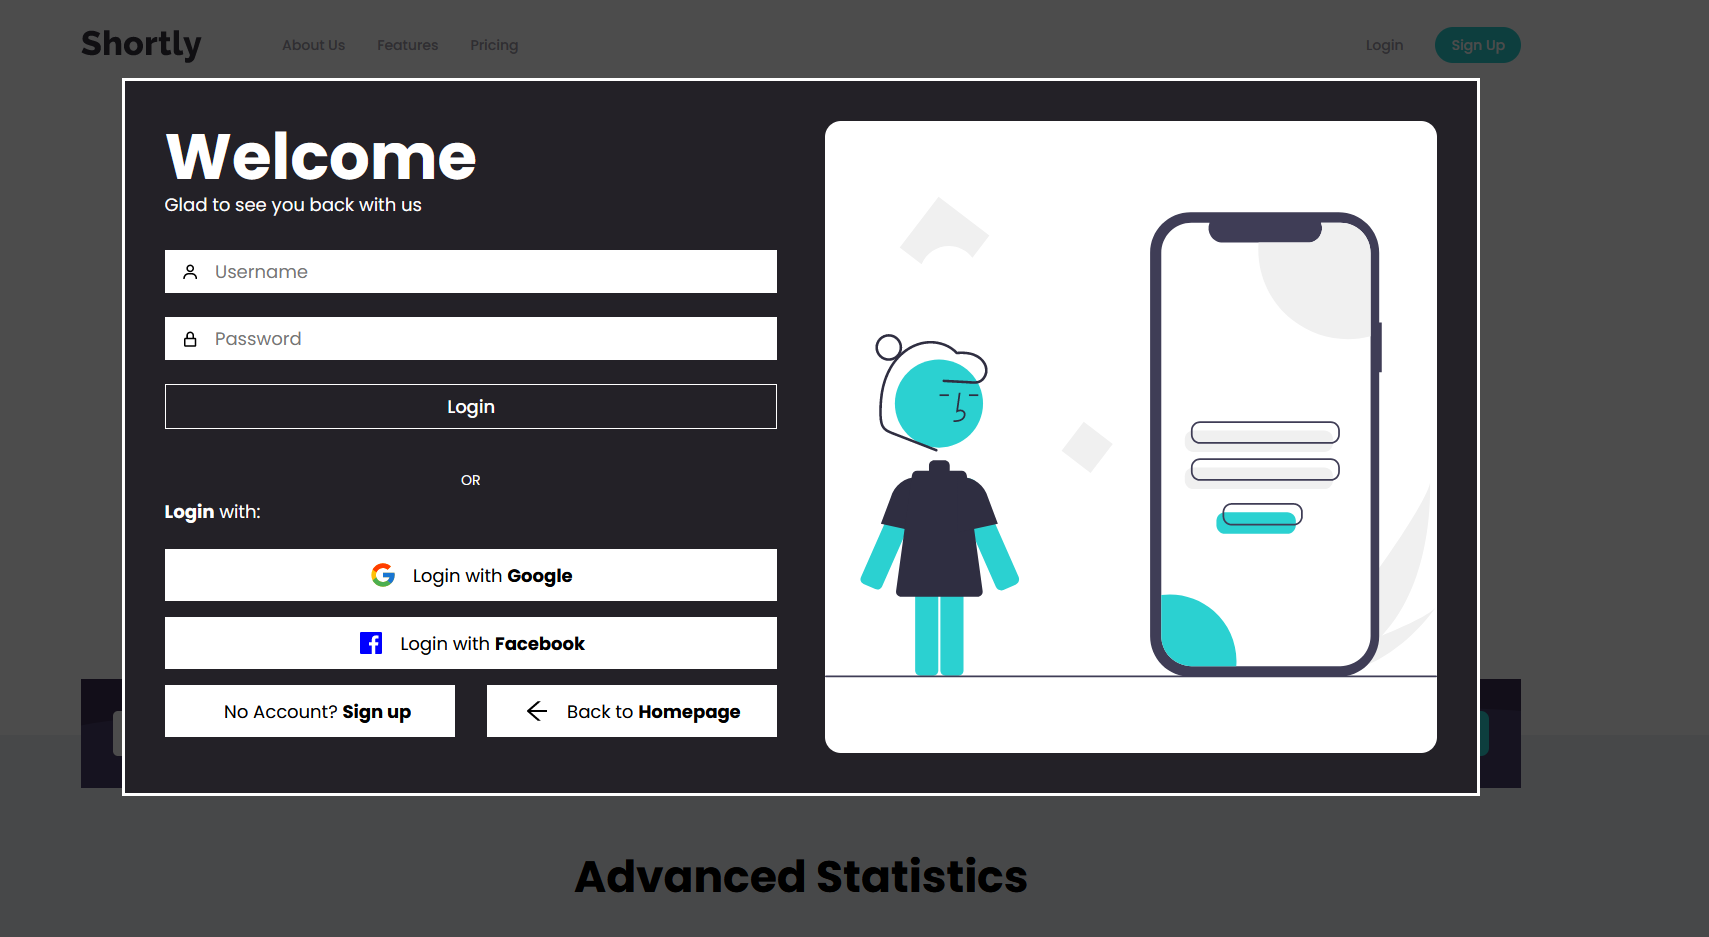 Shortly
About Us
Features
Pricing
Login
Sign Up
Welcome
Glad to see you back with us
Username
Password
Login
OR
Login with:
Login with Google
Login with Facebook
No Account? Sign up
Back to Homepage
Advanced Statistics